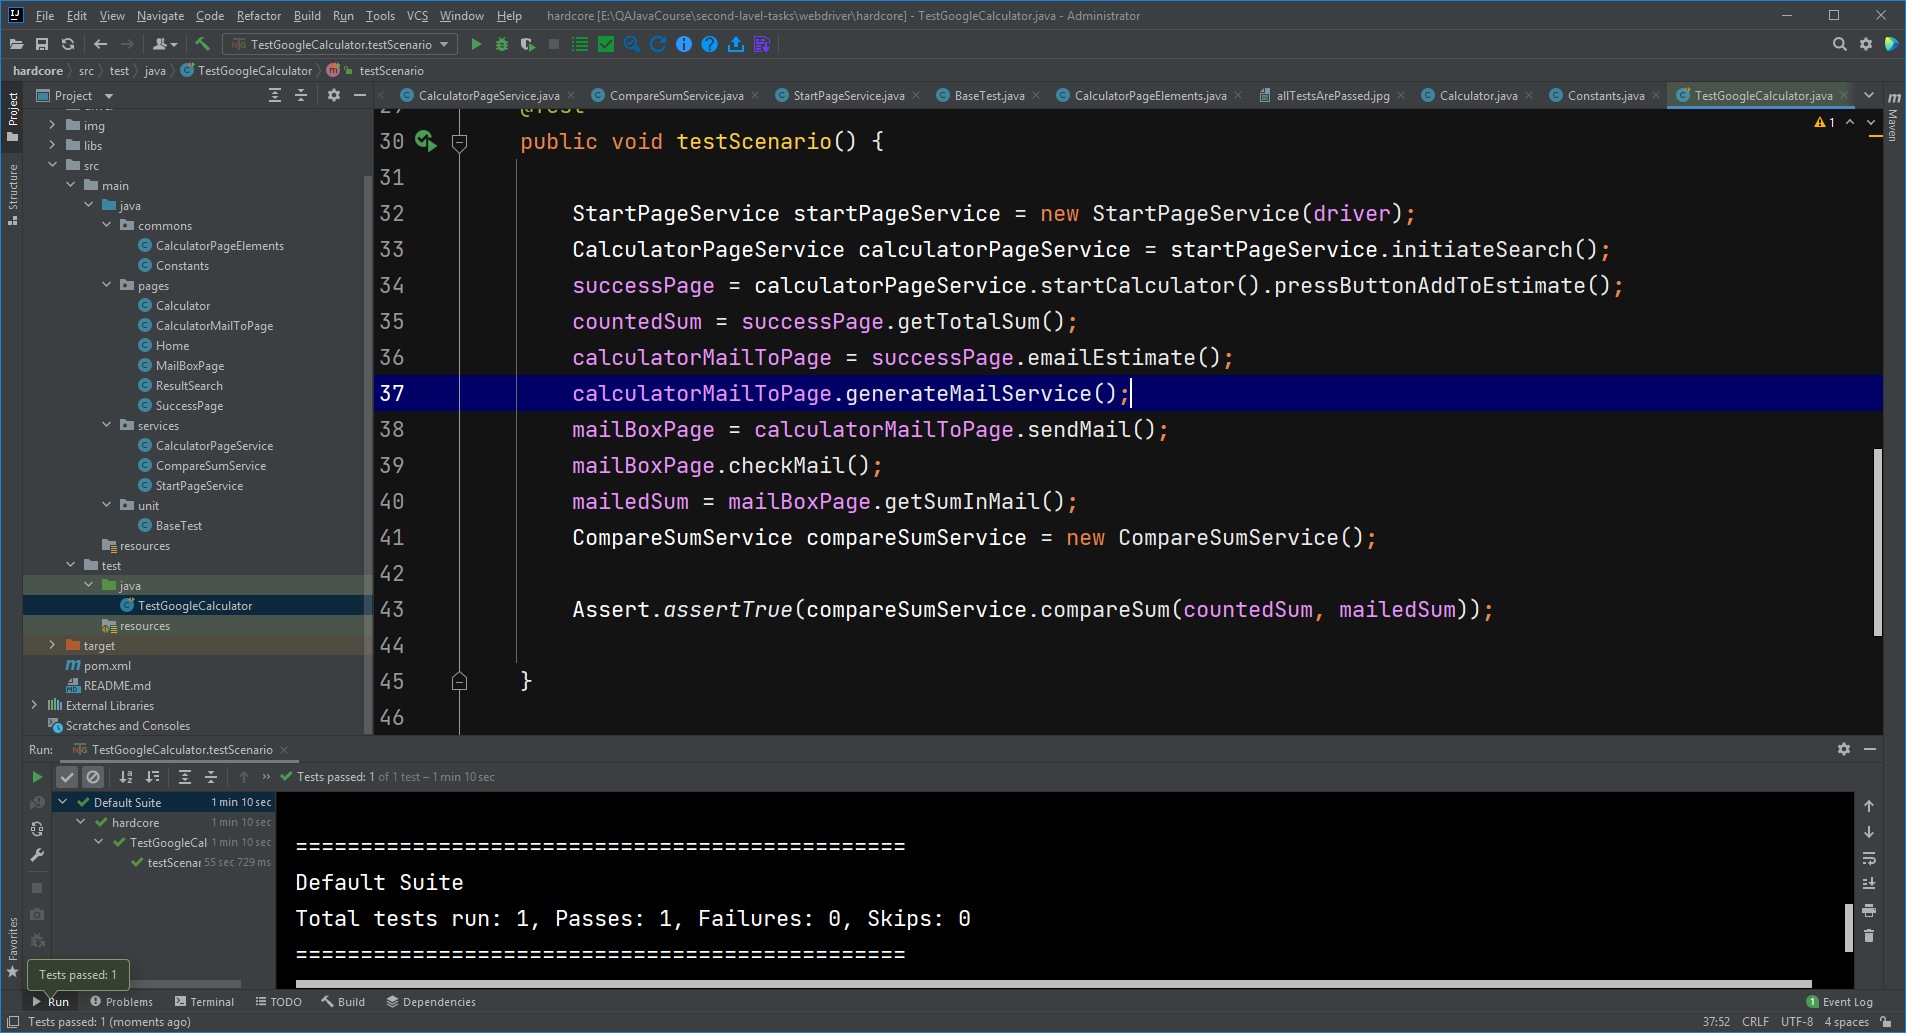 File Edit View Navigate Code Refactor Build Run Tools VCS Window Help hardcore [E:\QAJavaCourse\second-lavel-tasks\webdriver\hardcore] - TestGoogleCalculator.java - Administrator
TestGoogleCalculator.testScenario
hardcore src test java TestGoogleCalculator testScenario
Project
CalculatorPageService.java CompareSumService.java StartPageService.java BaseTest.java CalculatorPageElements.java allTestsArePassed.jpg Calculator.java Constants.java TestGoogleCalculator.java
Project
Structure
Favorites
Maven
img
libs
src
main
java
commons
CalculatorPageElements
Constants
pages
Calculator
CalculatorMailToPage
Home
MailBoxPage
ResultSearch
SuccessPage
services
CalculatorPageService
CompareSumService
StartPageService
unit
BaseTest
resources
test
java
TestGoogleCalculator
resources
target
pom.xml
README.md
External Libraries
Scratches and Consoles
1
@Test
30 public void testScenario() {
31
32 StartPageService startPageService = new StartPageService(driver);
33 CalculatorPageService calculatorPageService = startPageService.initiateSearch();
34 successPage = calculatorPageService.startCalculator().pressButtonAddToEstimate();
35 countedSum = successPage.getTotalSum();
36 calculatorMailToPage = successPage.emailEstimate();
37 calculatorMailToPage.generateMailService();
38 mailBoxPage = calculatorMailToPage.sendMail();
39 mailBoxPage.checkMail();
40 mailedSum = mailBoxPage.getSumInMail();
41 CompareSumService compareSumService = new CompareSumService();
42
43 Assert.assertTrue(compareSumService.compareSum(countedSum, mailedSum));
44
45 }
46
Run: TestGoogleCalculator.testScenario
Tests passed: 1 of 1 test – 1 min 10 sec
Default Suite 1 min 10 sec
hardcore 1 min 10 sec
TestGoogleCal 1 min 10 sec
testScenar 55 sec 729 ms
===============================================
Default Suite
Total tests run: 1, Passes: 1, Failures: 0, Skips: 0
===============================================
Tests passed: 1
Run Problems Terminal TODO Build Dependencies 1 Event Log
Tests passed: 1 (moments ago) 37:52 CRLF UTF-8 4 spaces